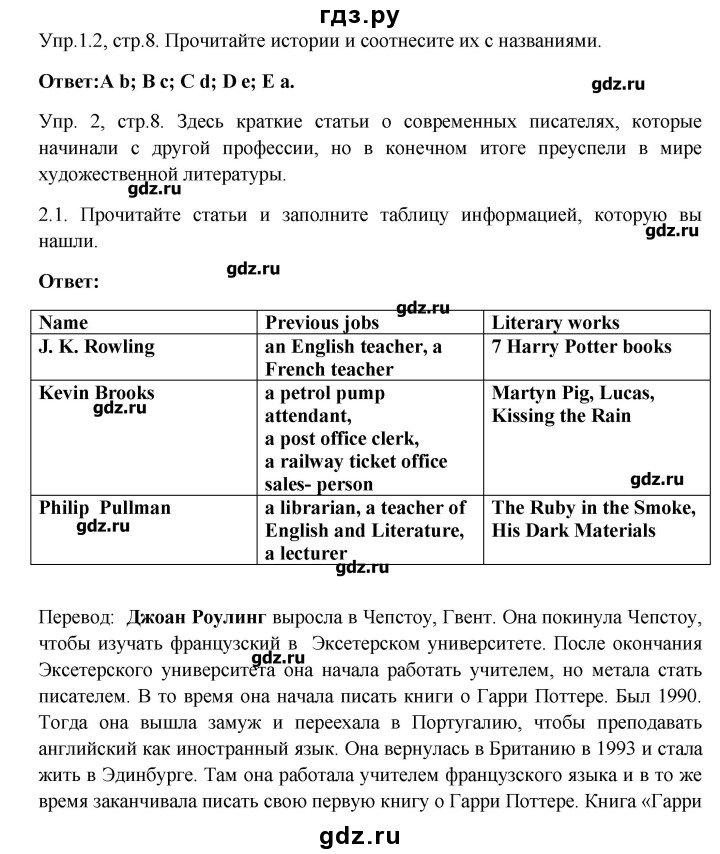 гдз.ру
Упр.1.2, стр.8. Прочитайте истории и соотнесите их с названиями.
Ответ:A b; B c; C d; D e; E a.
gdz.ru
Упр. 2, стр.8. Здесь краткие статьи о современных писателях, которые
начинали с другой профессии, но в конечном итоге преуспели в мире
художественной литературы.
gdz.ru
2.1. Прочитайте статьи и заполните таблицу информацией, которую вы
нашли.
gdz.ru
gdz.ru
Ответ:
gdz.ru
Name Previous jobs Literary works
J. K. Rowling an English teacher, a 7 Harry Potter books
French teacher
Kevin Brooks a petrol pump Martyn Pig, Lucas,
gdz.ru attendant, Kissing the Rain
a post office clerk,
a railway ticket office
gdz.ru
sales- person
Philip Pullman a librarian, a teacher of The Ruby in the Smoke,
gdz.ru English and Literature, His Dark Materials
a lecturer
gdz.ru
Перевод: Джоан Роулинг выросла в Чепстоу, Гвент. Она покинула Чепстоу,
чтобы изучать французский в Эксетерском университете. После окончания
gdz.ru
Эксетерского университета она начала работать учителем, но метала стать
писателем. В то время она начала писать книги о Гарри Поттере. Был 1990.
Тогда она вышла замуж и переехала в Португалию, чтобы преподавать
английский как иностранный язык. Она вернулась в Британию в 1993 и стала
жить в Эдинбурге. Там она работала учителем французского языка и в то же
время заканчивала писать свою первую книгу о Гарри Поттере. Книга «Гарри
gdz.ru